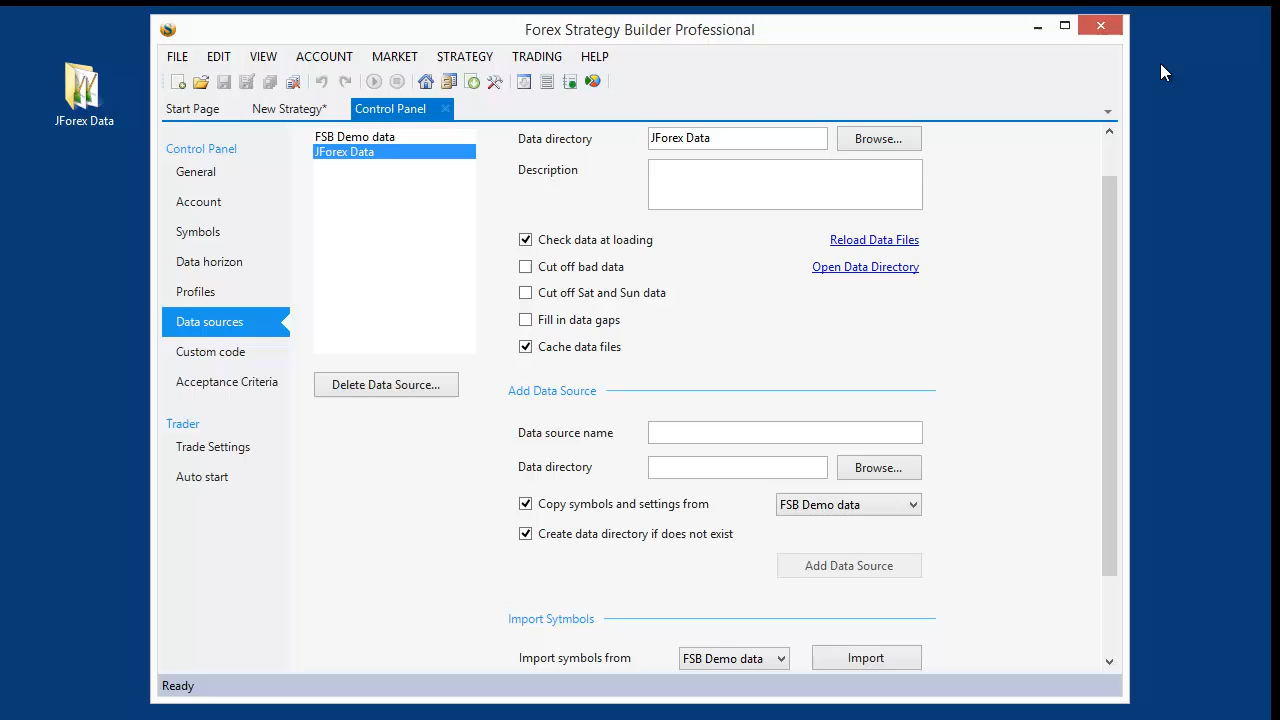 Forex Strategy Builder Professional
FILE EDIT VIEW ACCOUNT MARKET STRATEGY TRADING HELP
JForex Data
Start Page New Strategy* Control Panel
Control Panel
General
Account
Symbols
Data horizon
Profiles
Data sources
Custom code
Acceptance Criteria
Trader
Trade Settings
Auto start
FSB Demo data
JForex Data
Delete Data Source...
Data directory JForex Data Browse...
Description
Check data at loading Reload Data Files
Cut off bad data Open Data Directory
Cut off Sat and Sun data
Fill in data gaps
Cache data files
Add Data Source
Data source name
Data directory Browse...
Copy symbols and settings from FSB Demo data
Create data directory if does not exist
Add Data Source
Import Sytmbols
Import symbols from FSB Demo data Import
Ready